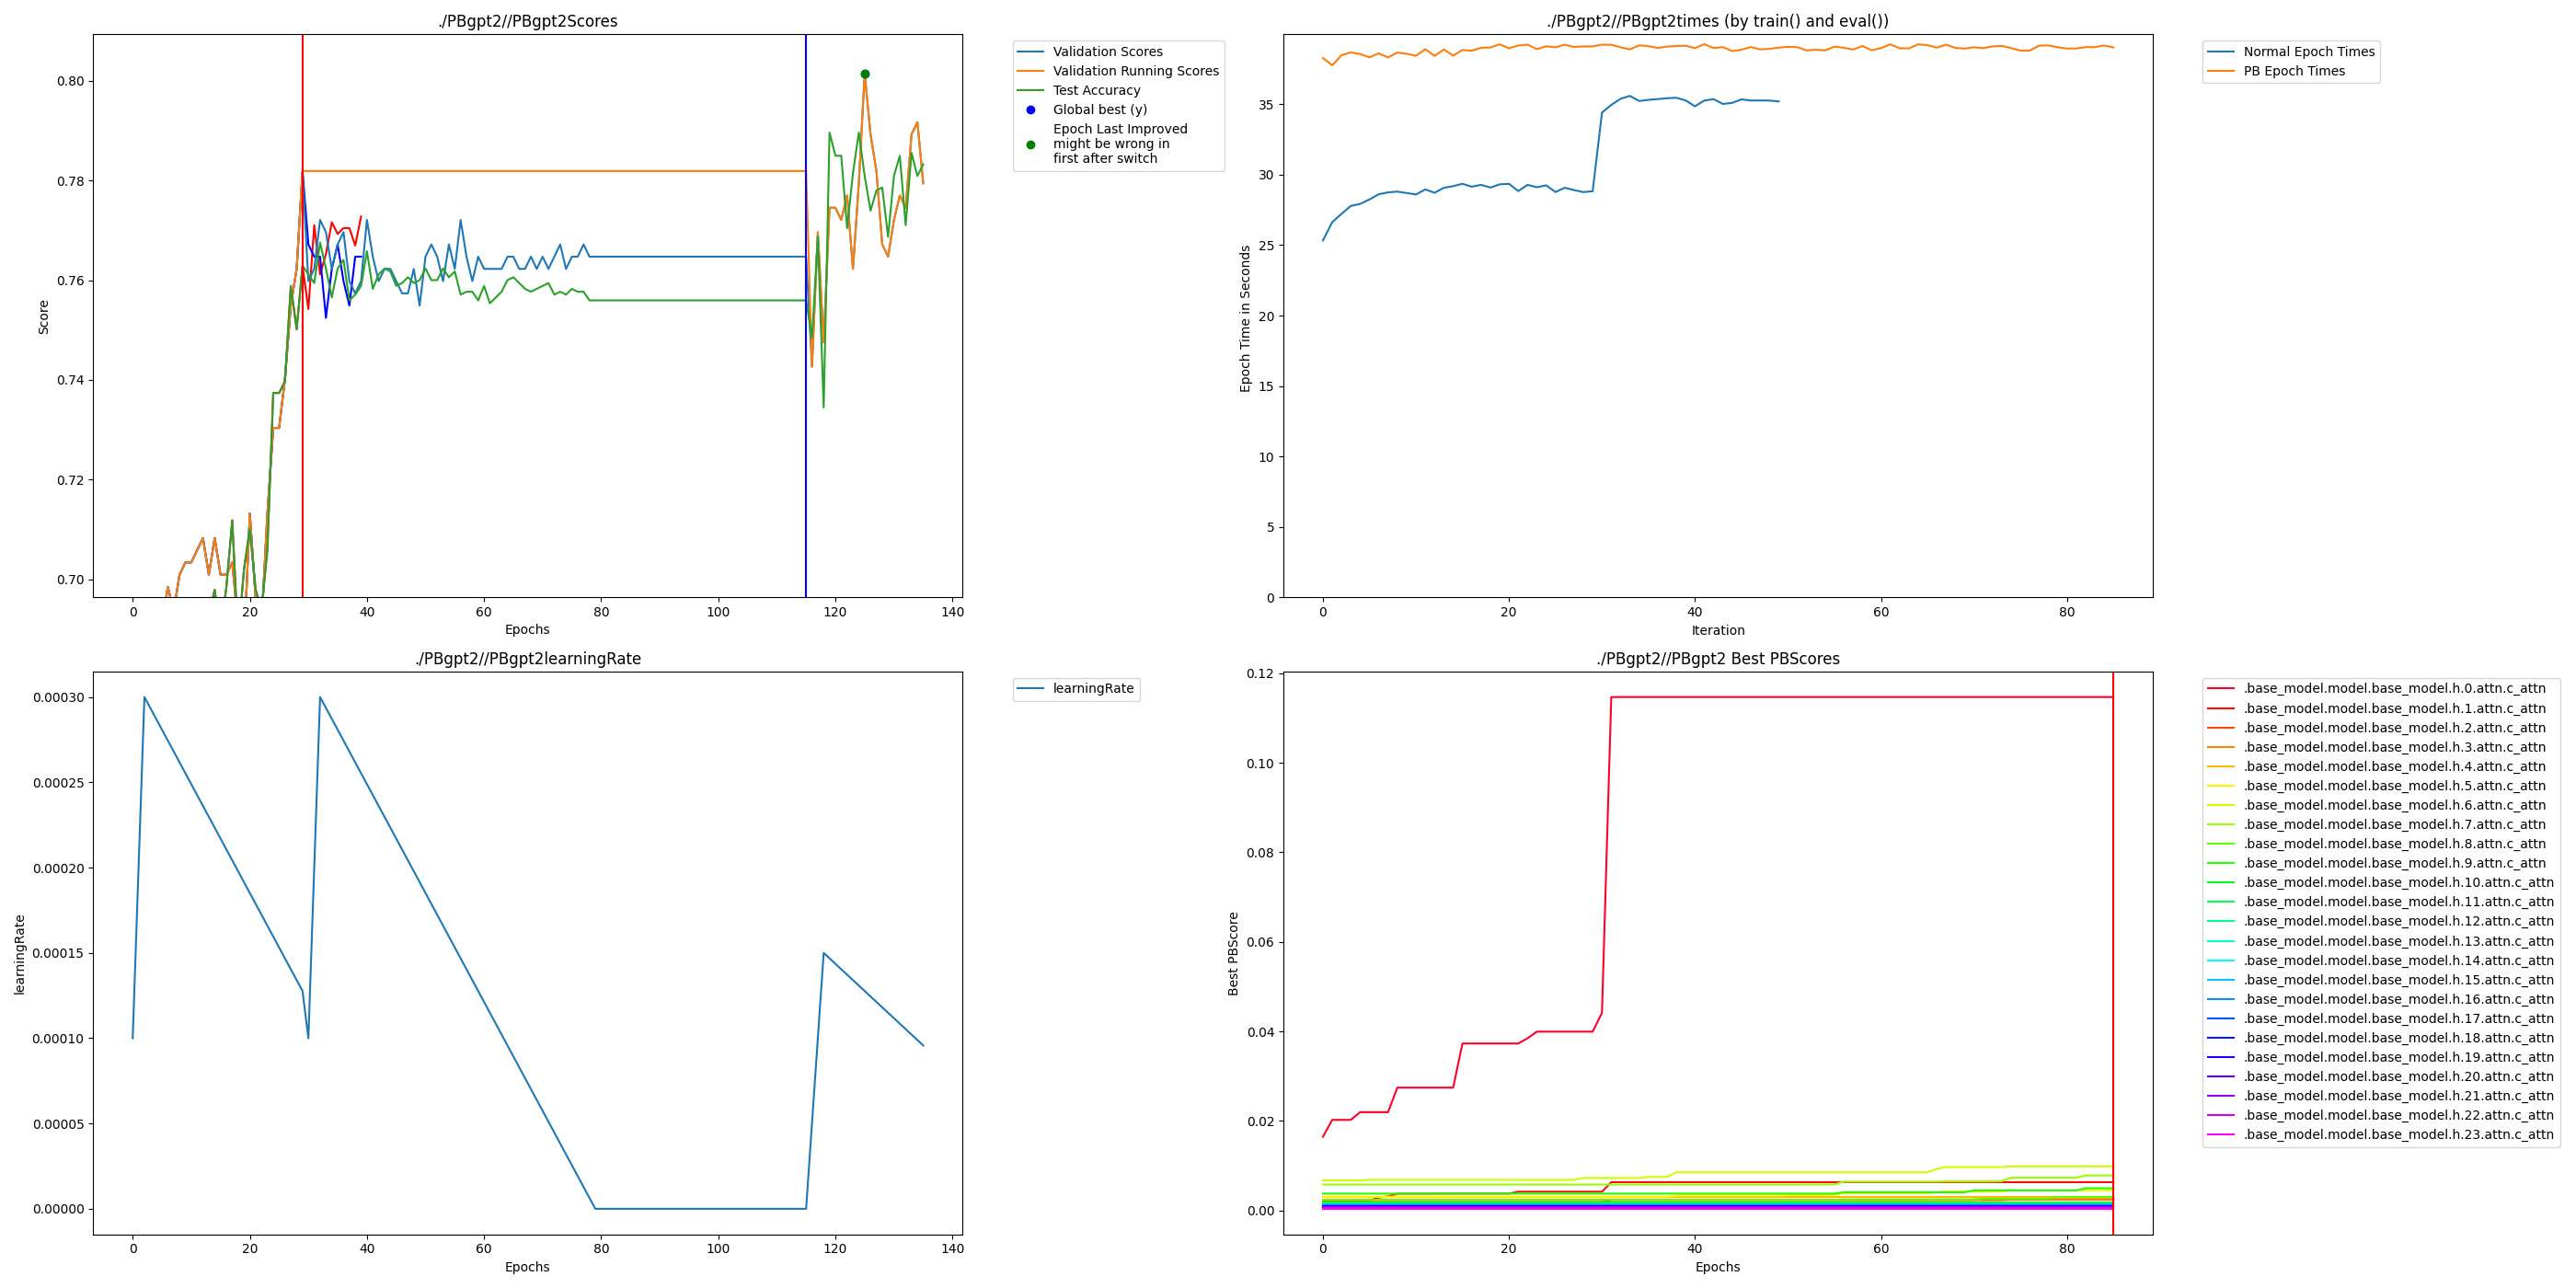 ./PBgpt2//PBgpt2Scores
0.80
0.78
0.76
0.74
0.72
0.70
Score
0
20
40
60
80
100
120
140
Epochs
Validation Scores
Validation Running Scores
Test Accuracy
Global best (y)
Epoch Last Improved
might be wrong in
first after switch
./PBgpt2//PBgpt2times (by train() and eval())
35
30
25
20
15
10
5
0
Epoch Time in Seconds
0
20
40
60
80
Iteration
Normal Epoch Times
PB Epoch Times
./PBgpt2//PBgpt2learningRate
0.00030
0.00025
0.00020
0.00015
0.00010
0.00005
0.00000
learningRate
0
20
40
60
80
100
120
140
Epochs
learningRate
./PBgpt2//PBgpt2 Best PBScores
0.12
0.10
0.08
0.06
0.04
0.02
0.00
Best PBScore
0
20
40
60
80
Epochs
.base_model.model.base_model.h.0.attn.c_attn
.base_model.model.base_model.h.1.attn.c_attn
.base_model.model.base_model.h.2.attn.c_attn
.base_model.model.base_model.h.3.attn.c_attn
.base_model.model.base_model.h.4.attn.c_attn
.base_model.model.base_model.h.5.attn.c_attn
.base_model.model.base_model.h.6.attn.c_attn
.base_model.model.base_model.h.7.attn.c_attn
.base_model.model.base_model.h.8.attn.c_attn
.base_model.model.base_model.h.9.attn.c_attn
.base_model.model.base_model.h.10.attn.c_attn
.base_model.model.base_model.h.11.attn.c_attn
.base_model.model.base_model.h.12.attn.c_attn
.base_model.model.base_model.h.13.attn.c_attn
.base_model.model.base_model.h.14.attn.c_attn
.base_model.model.base_model.h.15.attn.c_attn
.base_model.model.base_model.h.16.attn.c_attn
.base_model.model.base_model.h.17.attn.c_attn
.base_model.model.base_model.h.18.attn.c_attn
.base_model.model.base_model.h.19.attn.c_attn
.base_model.model.base_model.h.20.attn.c_attn
.base_model.model.base_model.h.21.attn.c_attn
.base_model.model.base_model.h.22.attn.c_attn
.base_model.model.base_model.h.23.attn.c_attn